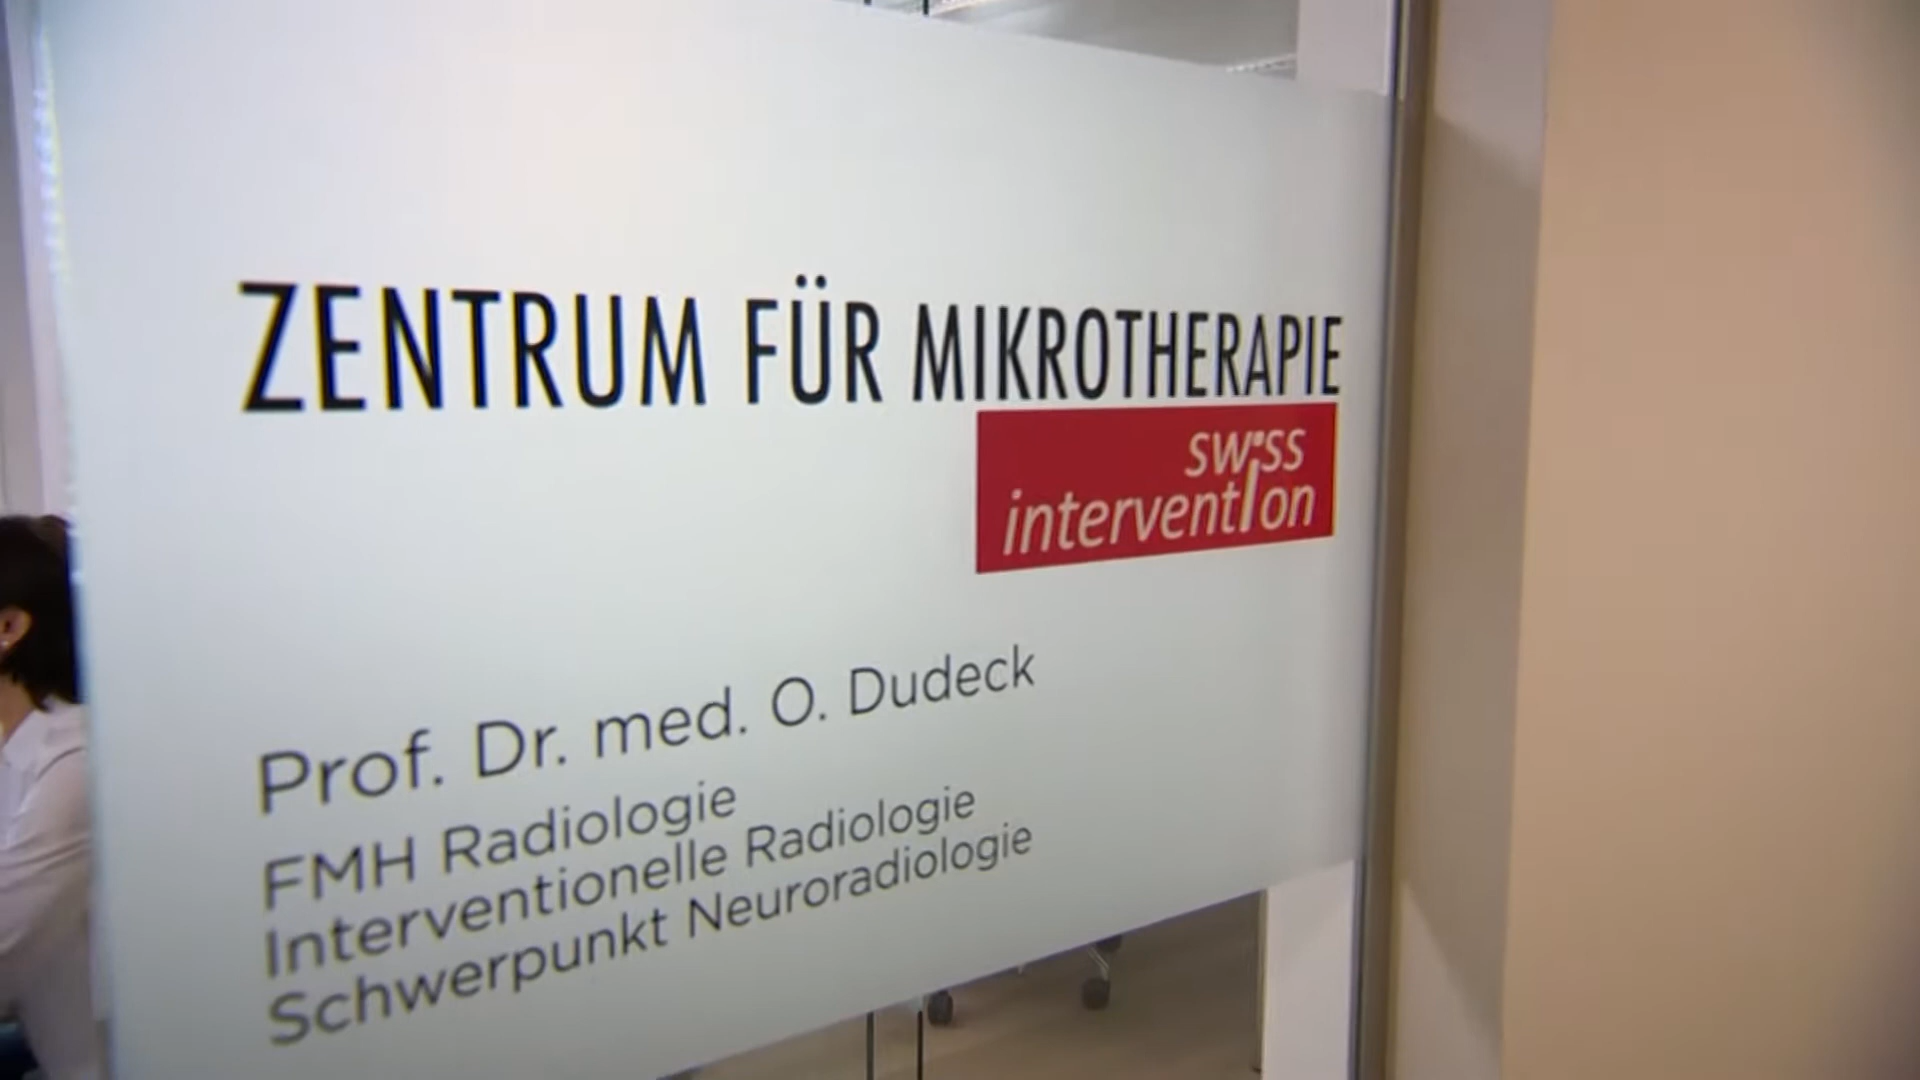 ZENTRUM FÜR MIKROTHERAPIE
swiss
intervention
Prof. Dr. med. O. Dudeck
FMH Radiologie
Interventionelle Radiologie
Schwerpunkt Neuroradiologie